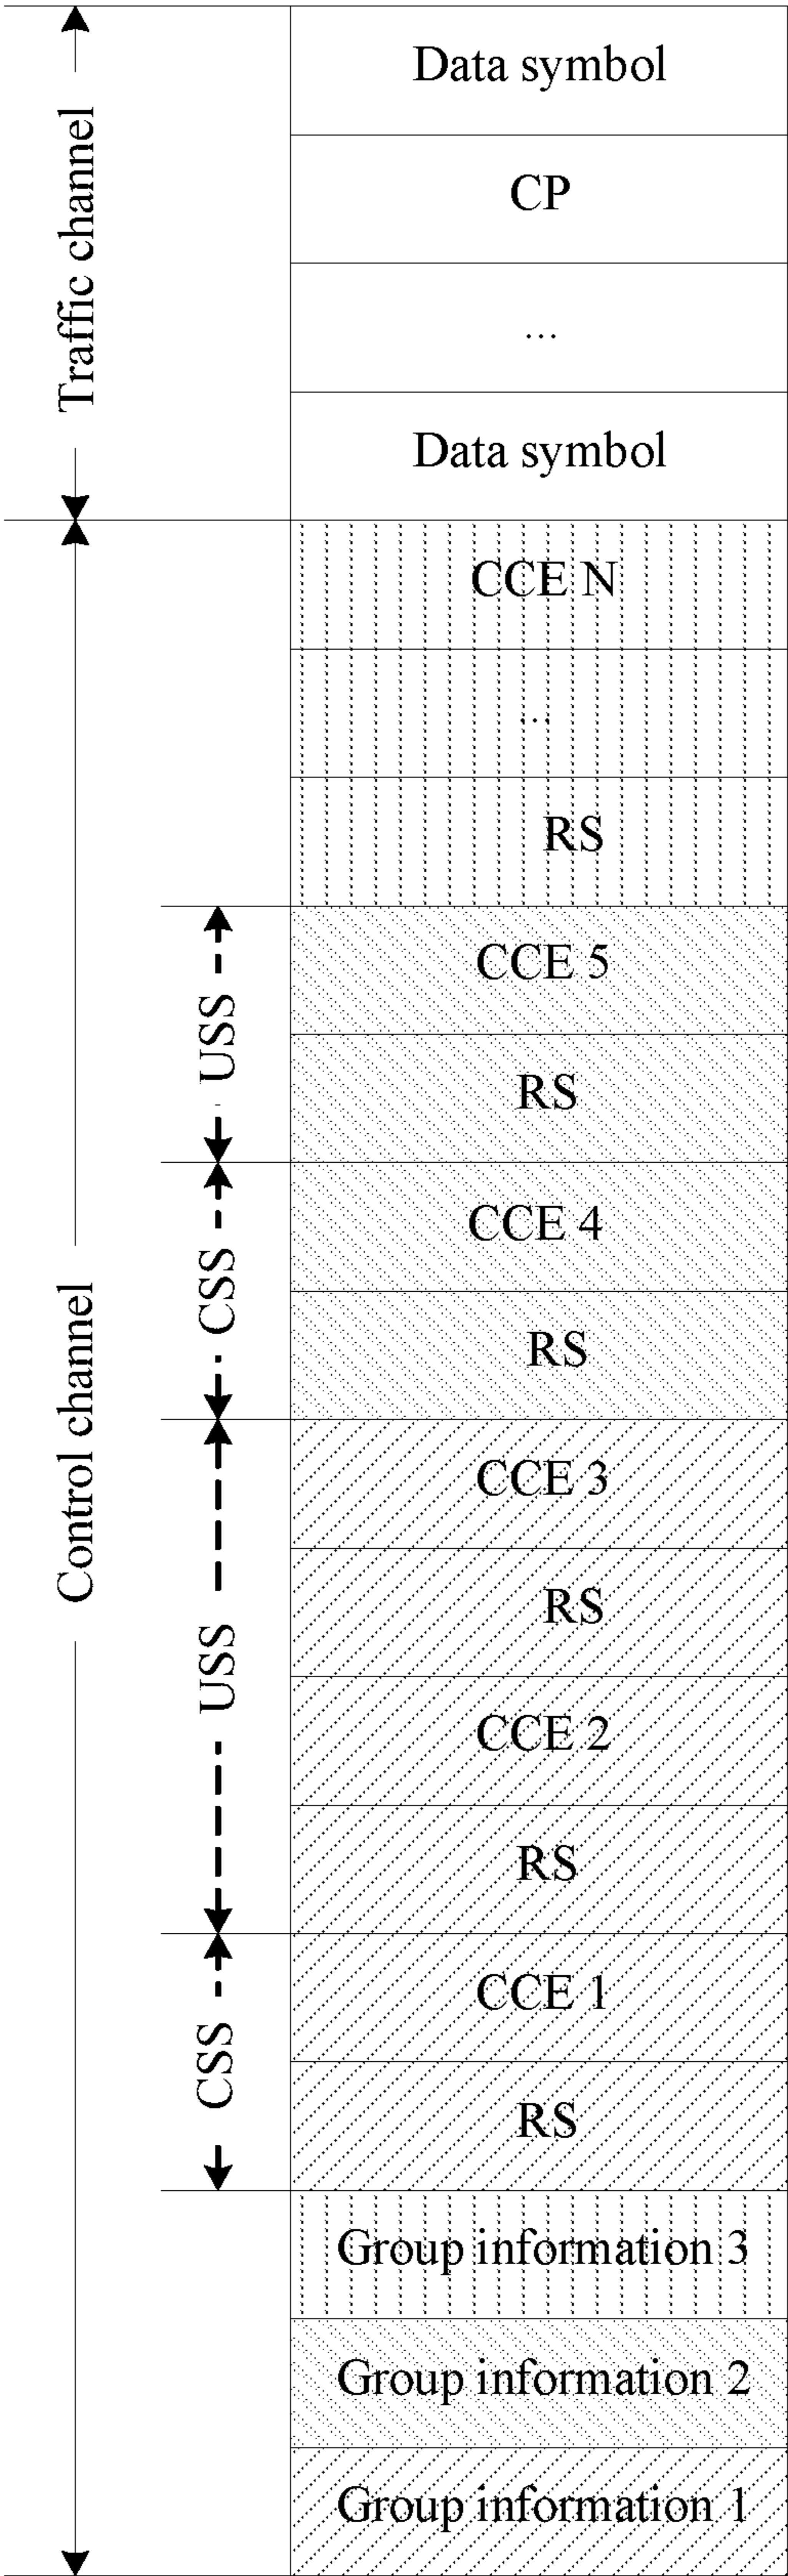 Traffic channel
Data symbol
CP
...
Data symbol
Control channel
CCE N
...
RS
USS
CCE 5
RS
CSS
CCE 4
RS
USS
CCE 3
RS
CCE 2
RS
CSS
CCE 1
RS
Group information 3
Group information 2
Group information 1